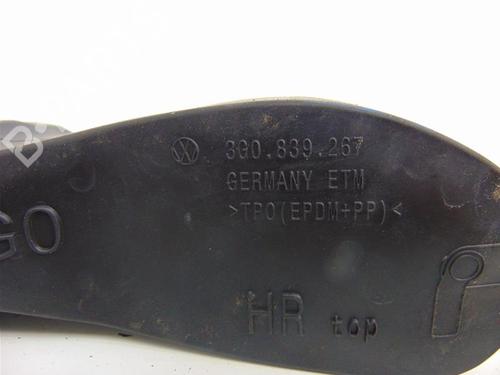 3G0.839.267
GERMANY ETM
>TPO(EPDM+PP)<
GO
HR top